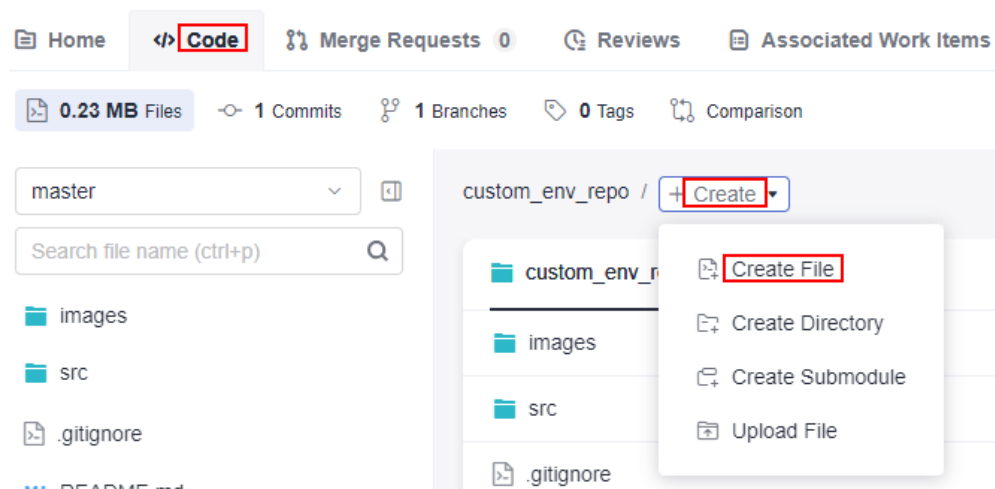 Home </> Code Merge Requests 0 Reviews Associated Work Items
0.23 MB Files 1 Commits 1 Branches 0 Tags Comparison
master
custom_env_repo / + Create
Search file name (ctrl+p)
custom_env_r
Create File
images
Create Directory
images
src
Create Submodule
src
.gitignore
Upload File
.gitignore
README.md